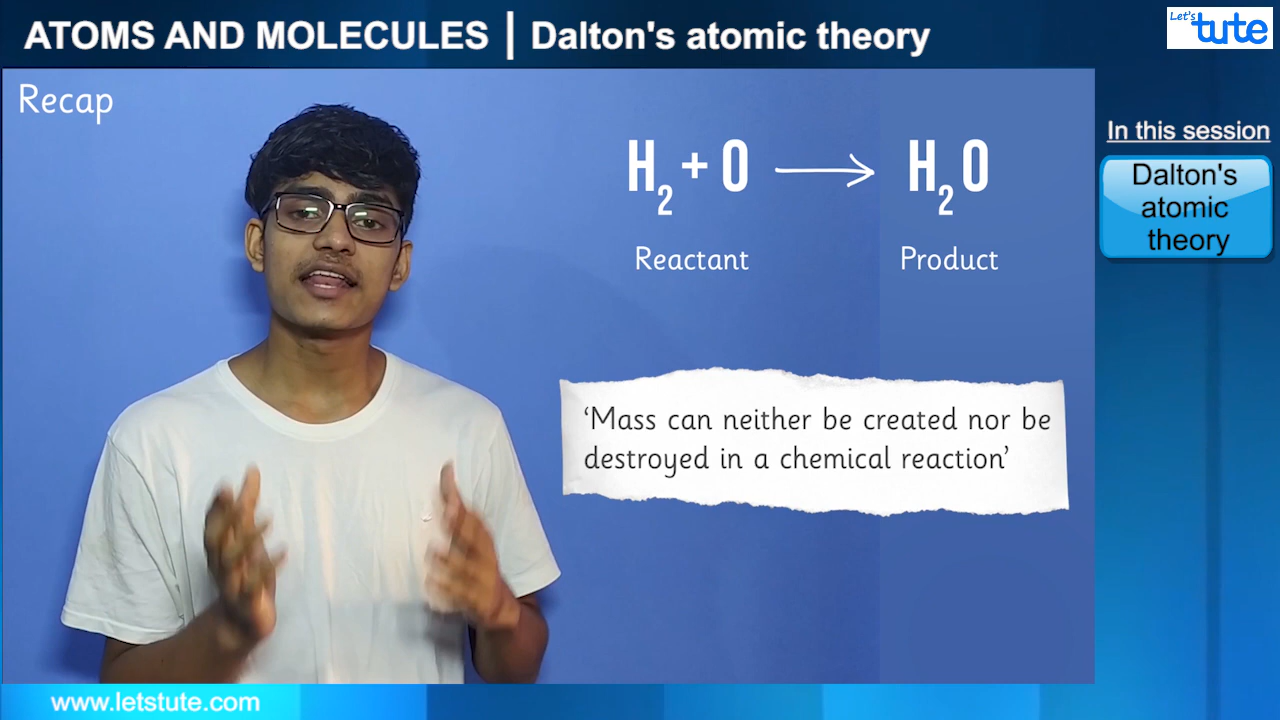 ATOMS AND MOLECULES | Dalton's atomic theory
Let's tute
Recap
H₂ + O ⟶ H₂O
Reactant Product
‘Mass can neither be created nor be
destroyed in a chemical reaction’
In this session
Dalton's
atomic
theory
www.letstute.com